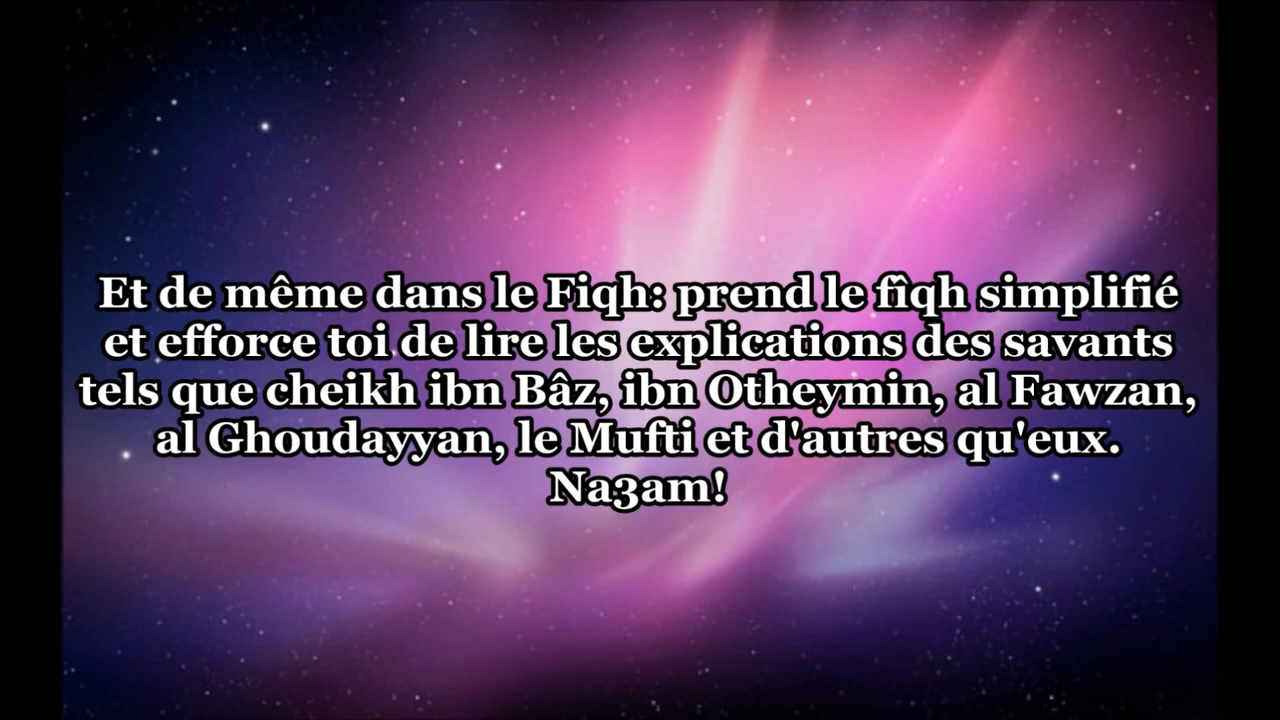 Et de même dans le Fiqh: prend le fîqh simplifié
et efforce toi de lire les explications des savants
tels que cheikh ibn Bâz, ibn Otheymin, al Fawzan,
al Ghoudayyan, le Mufti et d'autres qu'eux.
Na3am!